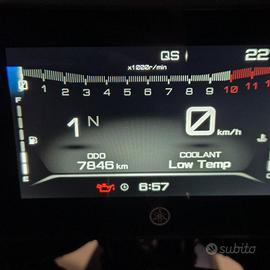 QS 22
x1000r/min
1 2 3 4 5 6 7 8 9 10 11
F
1 N 0 km/h
E
ODO COOLANT
7846 km Low Temp
6:57
subito